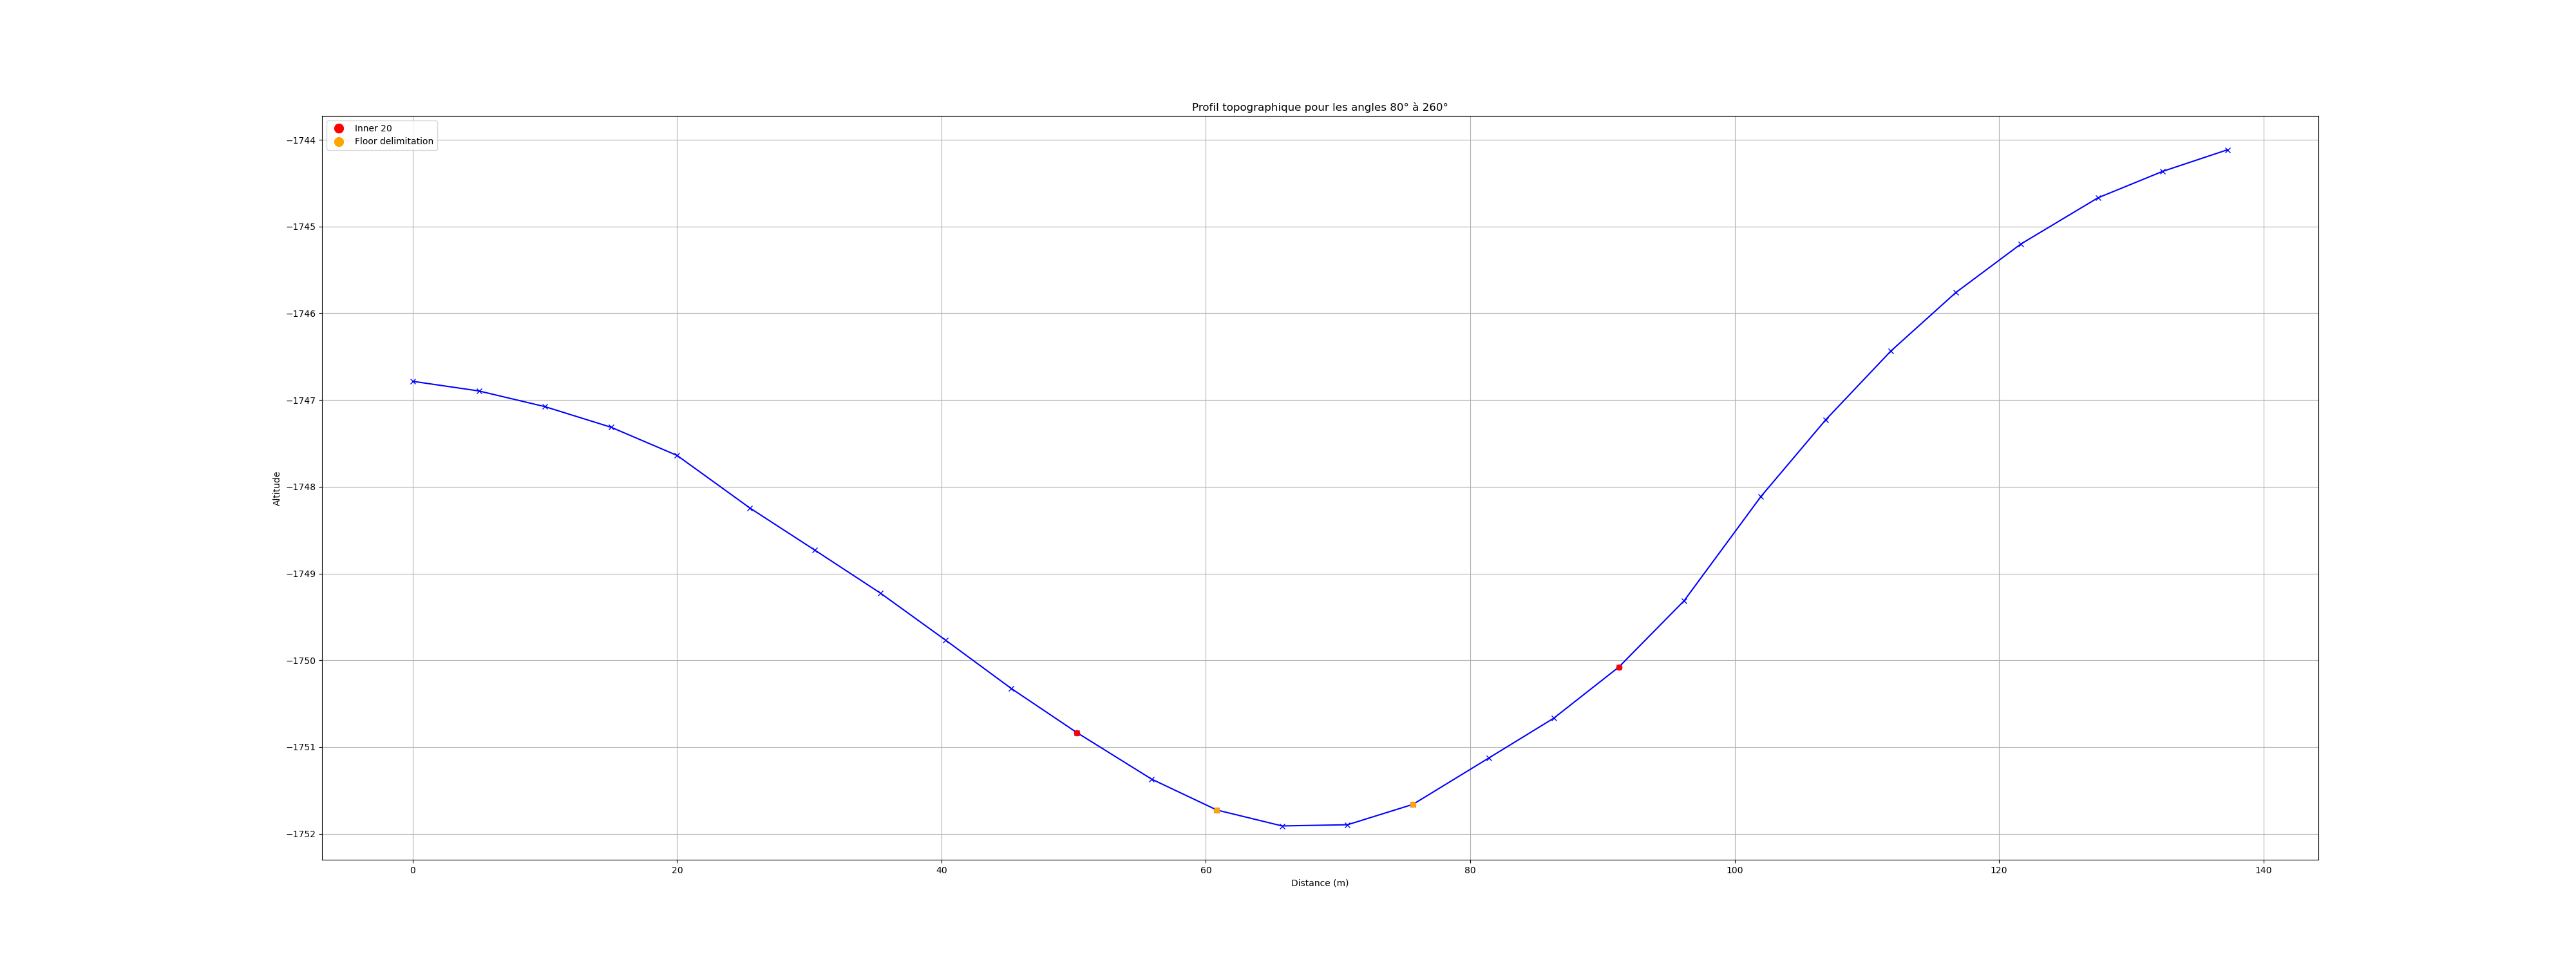 Profil topographique pour les angles 80° à 260°
Inner 20
Floor delimitation
−1744
−1745
−1746
−1747
−1748
−1749
−1750
−1751
−1752
Altitude
0 20 40 60 80 100 120 140
Distance (m)